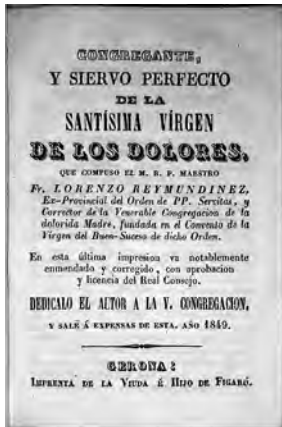 CONGREGANTE,
Y SIERVO PERFECTO
DE LA
SANTÍSIMA VÍRGEN
DE LOS DOLORES,
QUE COMPUSO EL M. R. P. MAESTRO
Fr. LORENZO REYMUNDINEZ,
Ex-Provincial del Orden de PP. Servitas, y
Corrector de la Venerable Congregacion de la
dolorida Madre, fundada en el Convento de la
Vírgen del Buen-Suceso de dicho Orden.
En esta última impresion va notablemente
enmendado y corregido, con aprobacion
y licencia del Real Consejo.
DEDICALO EL AUTOR A LA V. CONGREGACION,
Y SALE Á EXPENSAS DE ESTA. AÑO 1849.
GERONA:
IMPRENTA DE LA VIUDA É HIJO DE FIGARÓ.